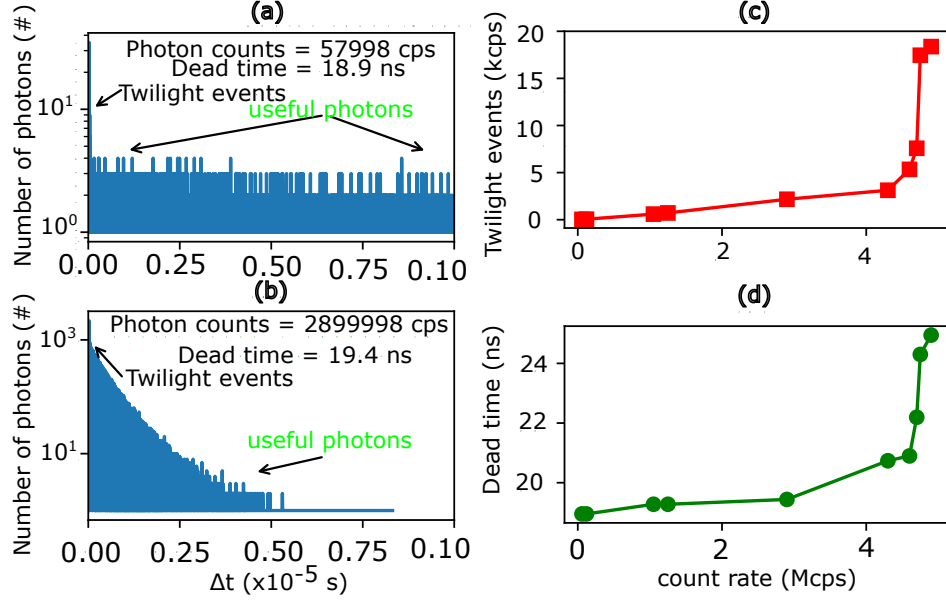 (a)
Number of photons (#)
10¹
10⁰
Photon counts = 57998 cps
Dead time = 18.9 ns
Twilight events
useful photons
0.00 0.25 0.50 0.75 0.100
(b)
Number of photons (#)
10³
10¹
Photon counts = 2899998 cps
Dead time = 19.4 ns
Twilight events
useful photons
0.00 0.25 0.50 0.75 0.100
Δt (x10⁻⁵ s)
(c)
Twilight events (kcps)
20
15
10
5
0
0 2 4
(d)
Dead time (ns)
24
22
20
0 2 4
count rate (Mcps)